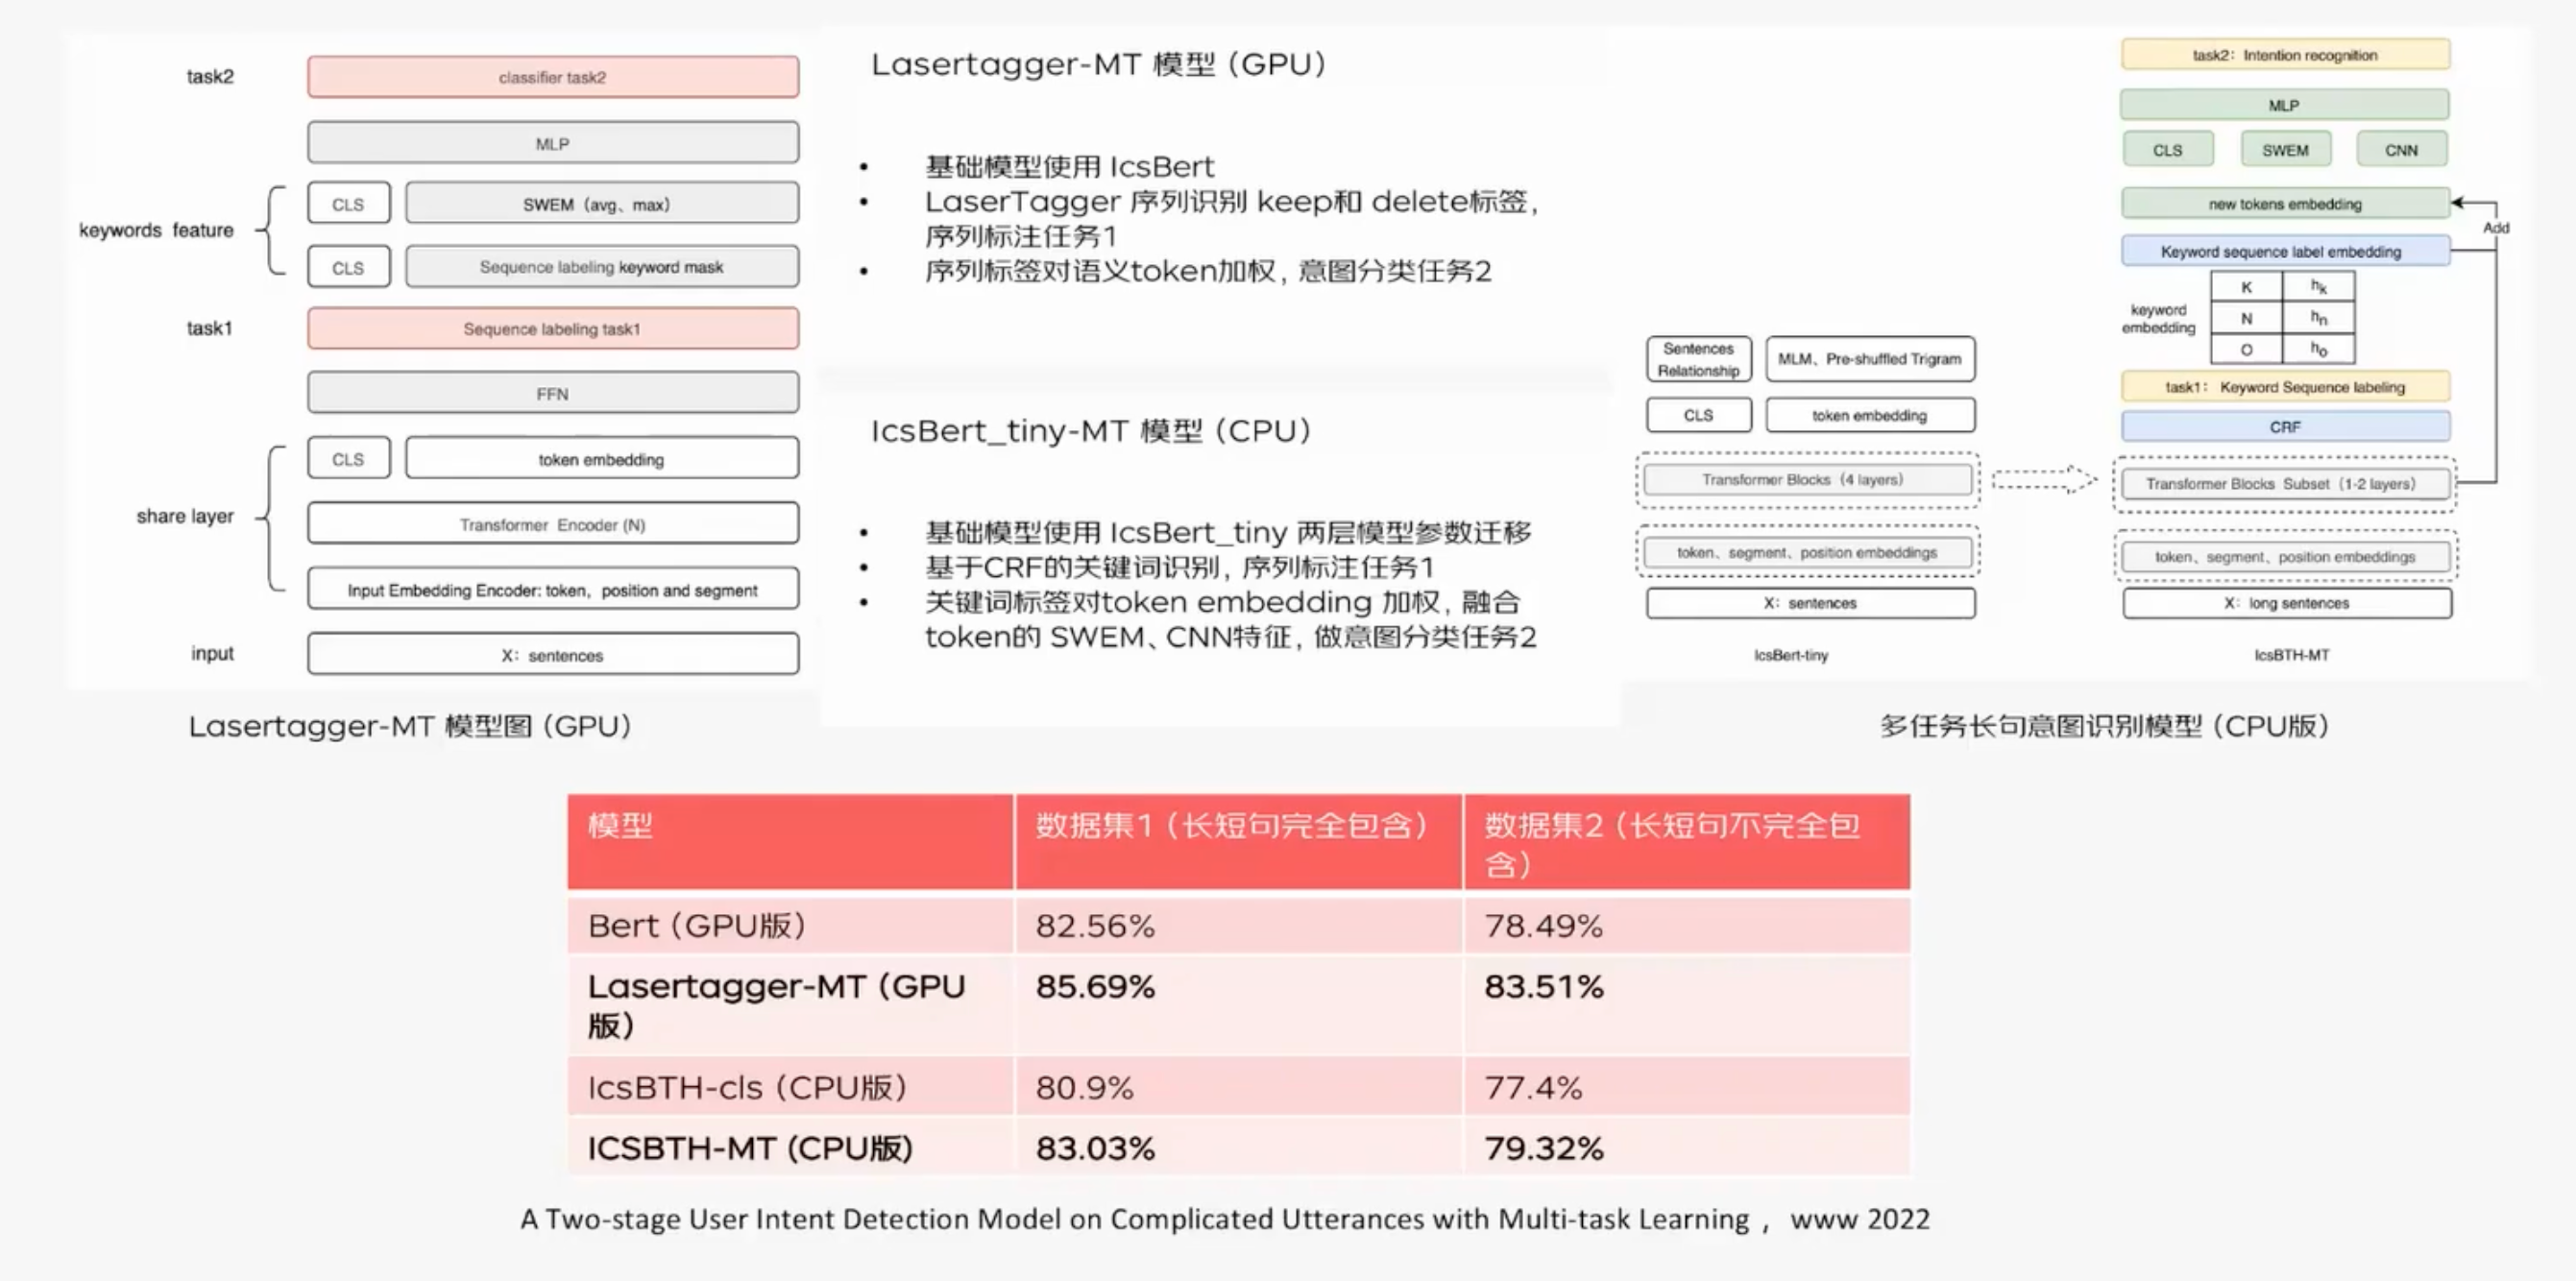 task2
classifier task2
MLP
keywords feature
CLS
SWEM（avg、max）
CLS
Sequence labeling keyword mask
task1
Sequence labeling task1
FFN
share layer
CLS
token embedding
Transformer Encoder (N)
Input Embedding Encoder: token，position and segment
input
X：sentences
Lasertagger-MT 模型图（GPU）
Lasertagger-MT 模型（GPU）
• 基础模型使用 IcsBert
• LaserTagger 序列识别 keep和 delete标签，
序列标注任务1
• 序列标签对语义token加权，意图分类任务2
IcsBert_tiny-MT 模型（CPU）
• 基础模型使用 IcsBert_tiny 两层模型参数迁移
• 基于CRF的关键词识别，序列标注任务1
• 关键词标签对token embedding 加权，融合
token的 SWEM、CNN特征，做意图分类任务2
Sentences
Relationship
MLM、Pre-shuffled Trigram
CLS
token embedding
Transformer Blocks（4 layers）
token、segment、position embeddings
X：sentences
IcsBert-tiny
task2：Intention recognition
MLP
CLS
SWEM
CNN
new tokens embedding
Add
Keyword sequence label embedding
keyword
embedding
K hk
N hn
O ho
task1：Keyword Sequence labeling
CRF
Transformer Blocks Subset（1-2 layers）
token、segment、position embeddings
X：long sentences
IcsBTH-MT
多任务长句意图识别模型（CPU版）
模型 数据集1（长短句完全包含） 数据集2（长短句不完全包
含）
Bert（GPU版） 82.56% 78.49%
Lasertagger-MT（GPU 85.69% 83.51%
版）
IcsBTH-cls（CPU版） 80.9% 77.4%
ICSBTH-MT (CPU版) 83.03% 79.32%
A Two-stage User Intent Detection Model on Complicated Utterances with Multi-task Learning， www 2022